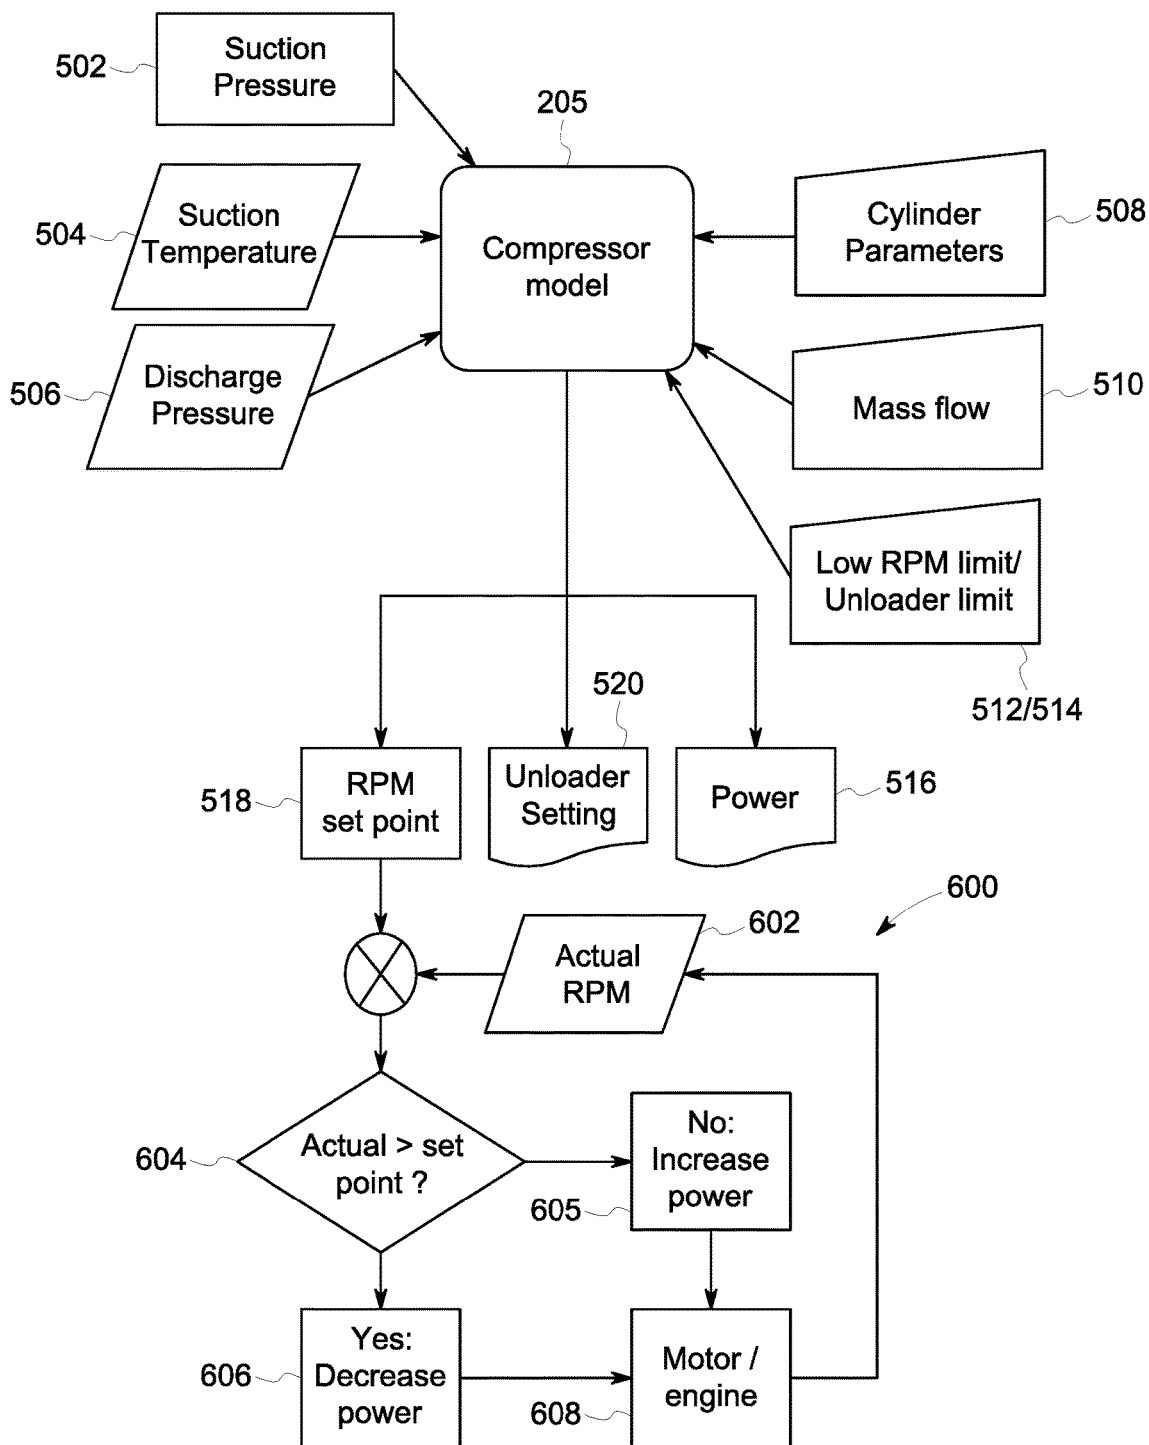 Suction
Pressure
502
205
Suction
Temperature
504
Compressor
model
Cylinder
Parameters
508
Discharge
Pressure
506
Mass flow
510
Low RPM limit/
Unloader limit
512/514
520
RPM
set point
518
Unloader
Setting
Power
516
600
602
Actual
RPM
Actual > set
point ?
604
No:
Increase
power
605
Yes:
Decrease
power
606
Motor /
engine
608